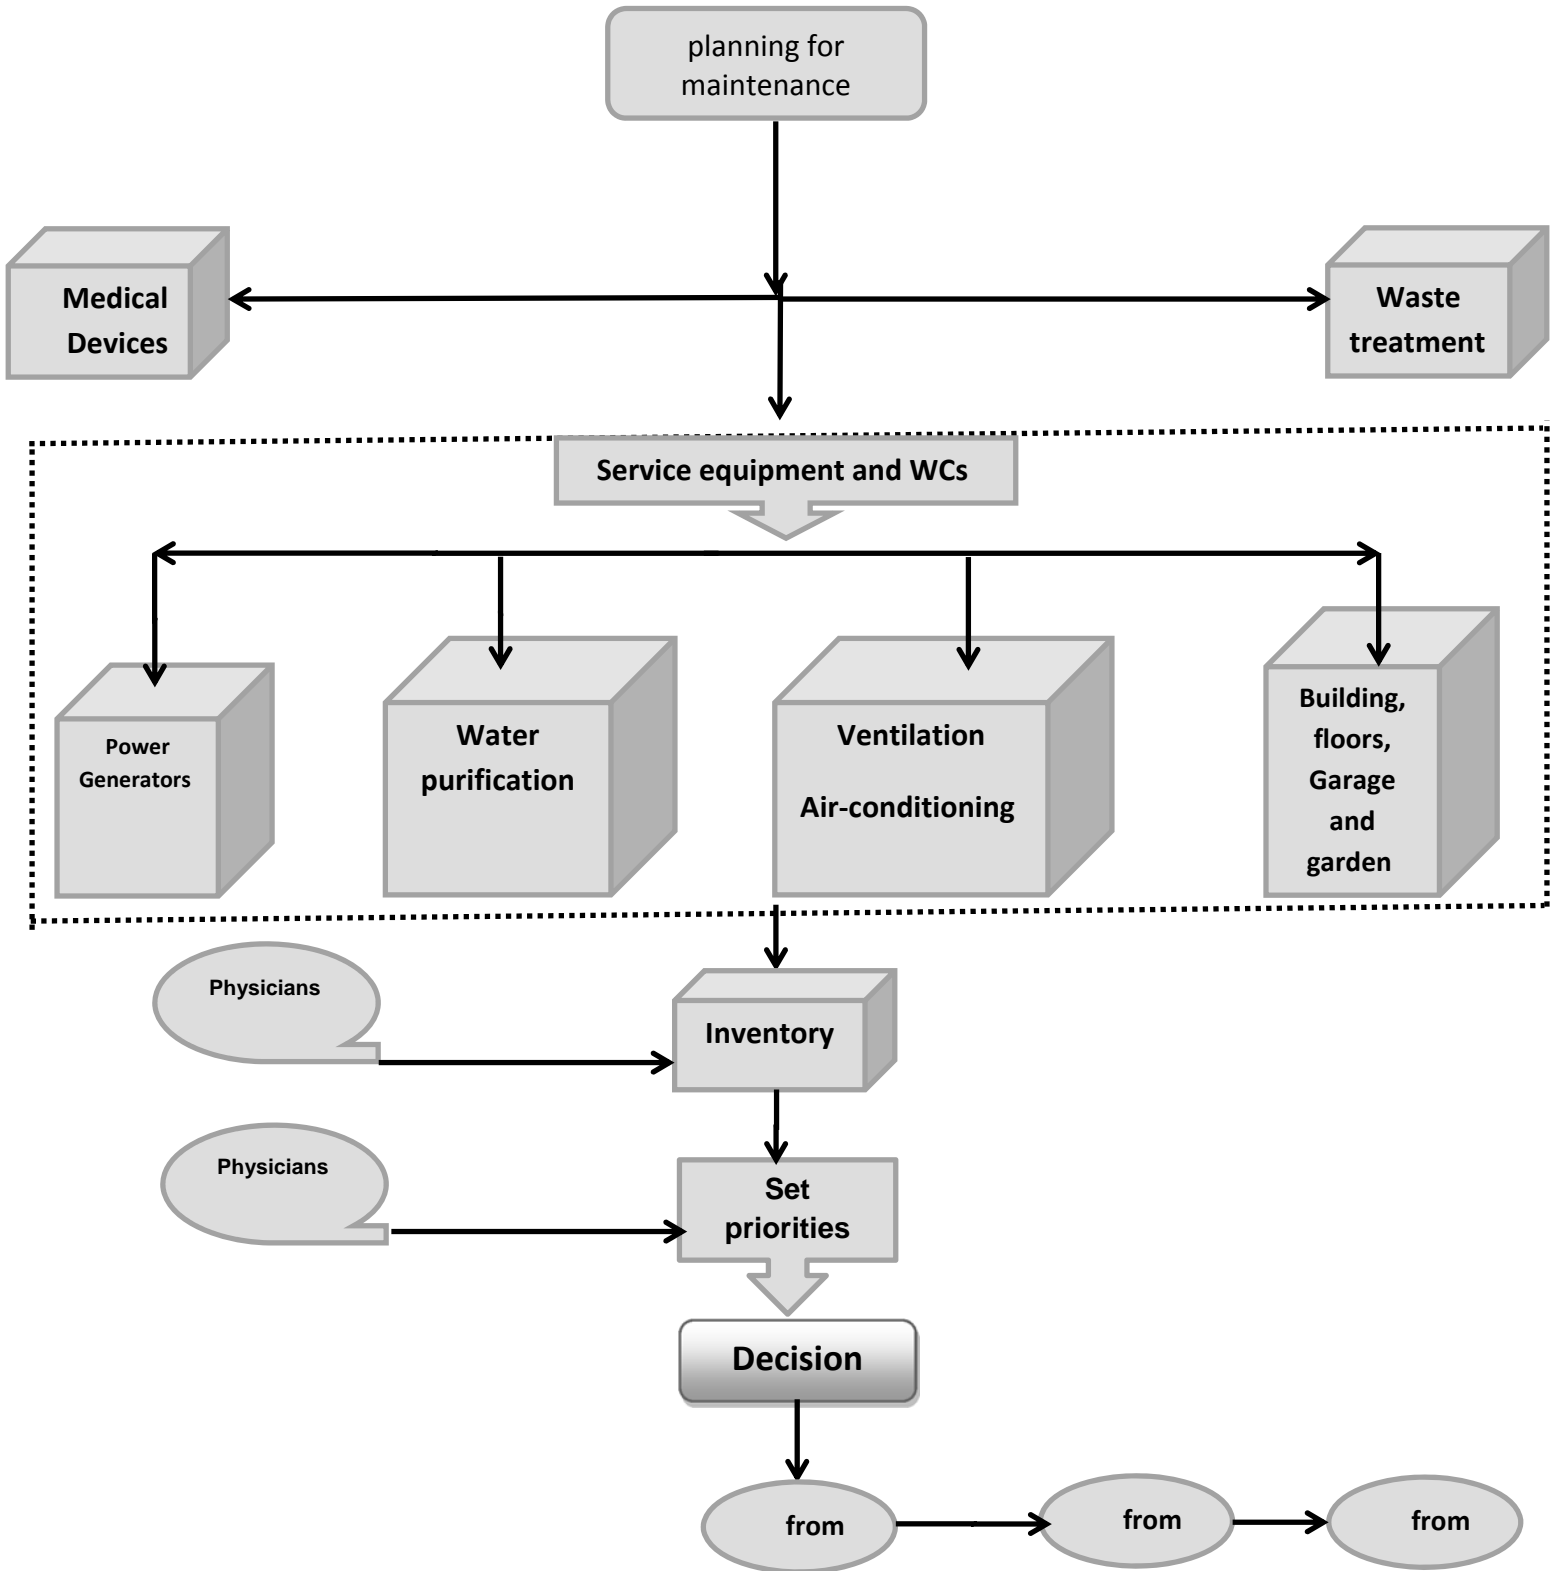 planning for
maintenance
Medical
Devices
Waste
treatment
Service equipment and WCs
Power
Generators
Water
purification
Ventilation
Air-conditioning
Building,
floors,
Garage
and
garden
Physicians
Inventory
Physicians
Set
priorities
Decision
from
from
from